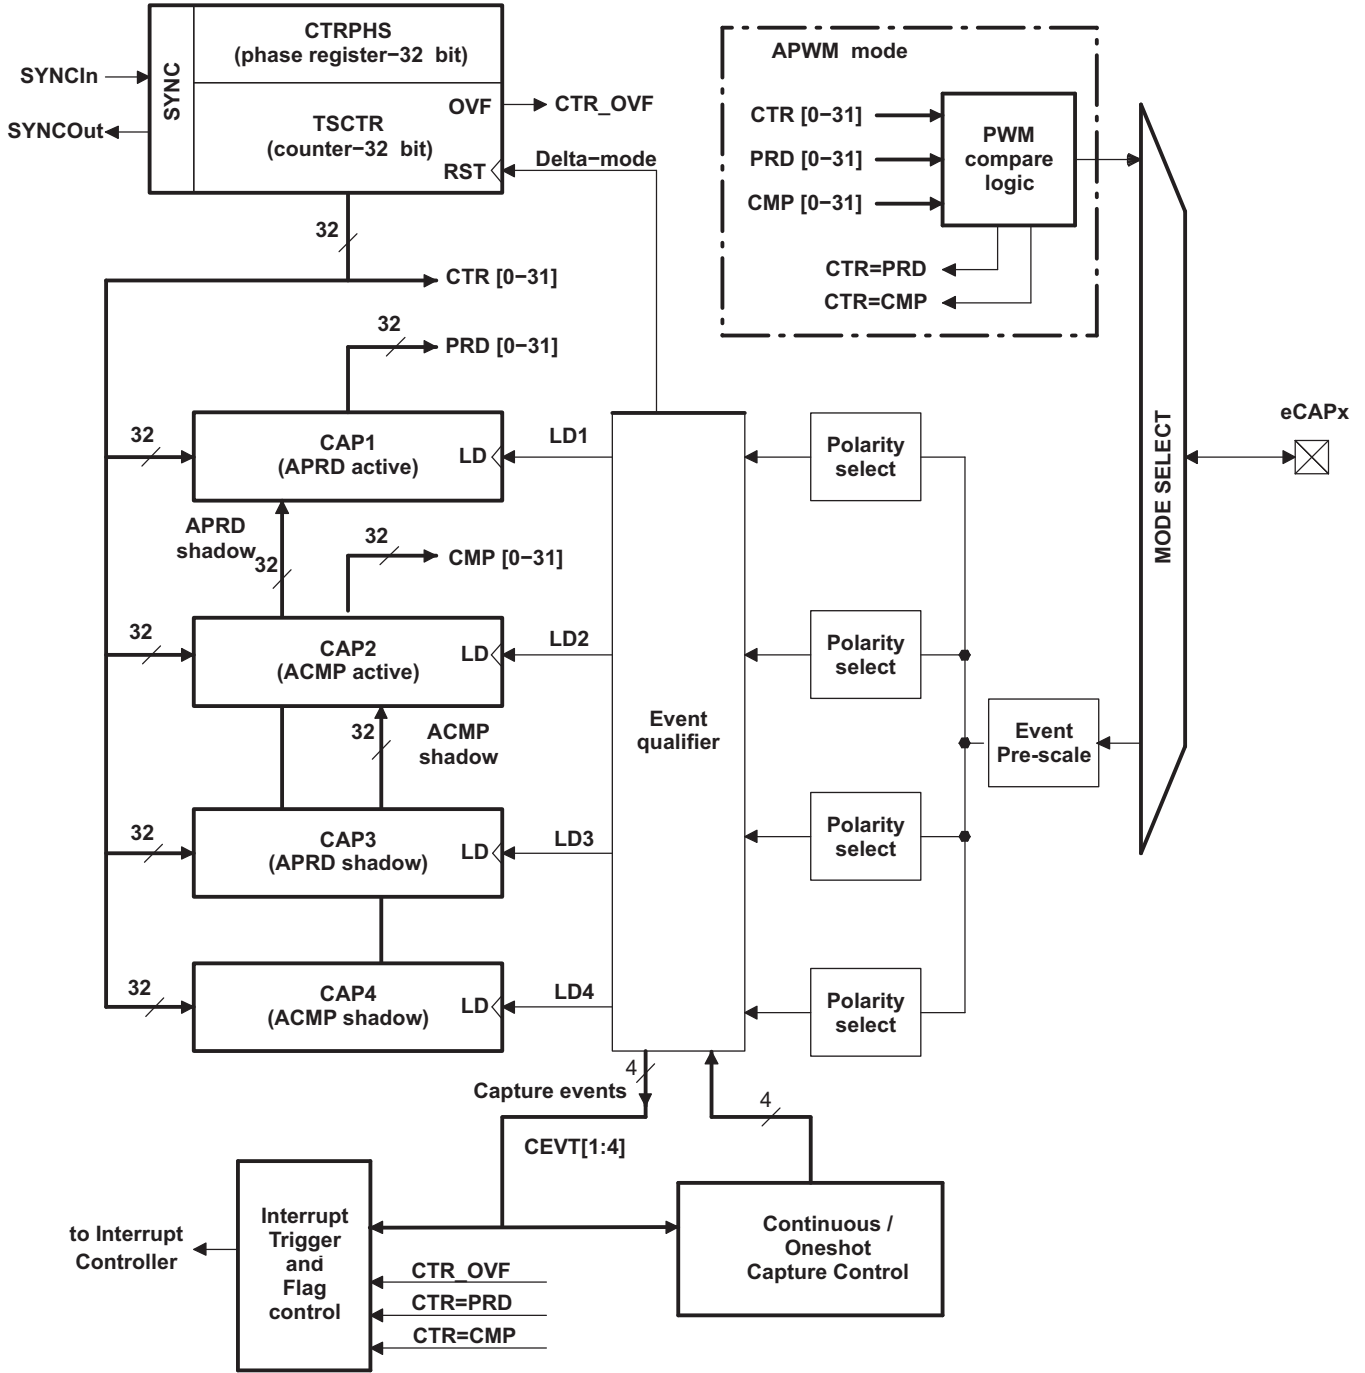 CTRPHS
(phase register−32 bit)
SYNC
SYNCIn
SYNCOut
TSCTR
(counter−32 bit)
OVF
CTR_OVF
RST
Delta−mode
32
CTR [0−31]
32
PRD [0−31]
APWM mode
CTR [0−31]
PRD [0−31]
CMP [0−31]
PWM
compare
logic
CTR=PRD
CTR=CMP
MODE SELECT
eCAPx
32
CAP1
(APRD active)
LD
LD1
Polarity
select
APRD
shadow
32
32
CMP [0−31]
32
CAP2
(ACMP active)
LD
LD2
Polarity
select
32
ACMP
shadow
Event
qualifier
Event
Pre-scale
32
CAP3
(APRD shadow)
LD
LD3
Polarity
select
32
CAP4
(ACMP shadow)
LD
LD4
Polarity
select
4
Capture events
4
CEVT[1:4]
to Interrupt
Controller
Interrupt
Trigger
and
Flag
control
CTR_OVF
CTR=PRD
CTR=CMP
Continuous /
Oneshot
Capture Control